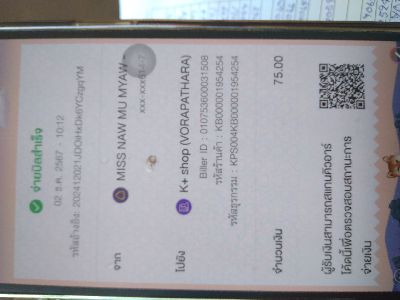 จ่ายบิลสำเร็จ
02 ธ.ค. 2567 - 10:12
รหัสอ้างอิง: 202412021JDOiHxDk6YCzgqYM
จาก
MISS NAW MU MYAW ~
ไปยัง
K+ shop (VORAPATHARA)
Biller ID : 010753600031508
รหัสร้านค้า : KB000001954254
รหัสธุรกรรม : KPS004KB000001954254
จำนวนเงิน
75.00
ผู้รับเงินสามารถสแกนคิวอาร์
โค้ดนี้เพื่อตรวจสอบสถานะการ
จ่ายเงิน